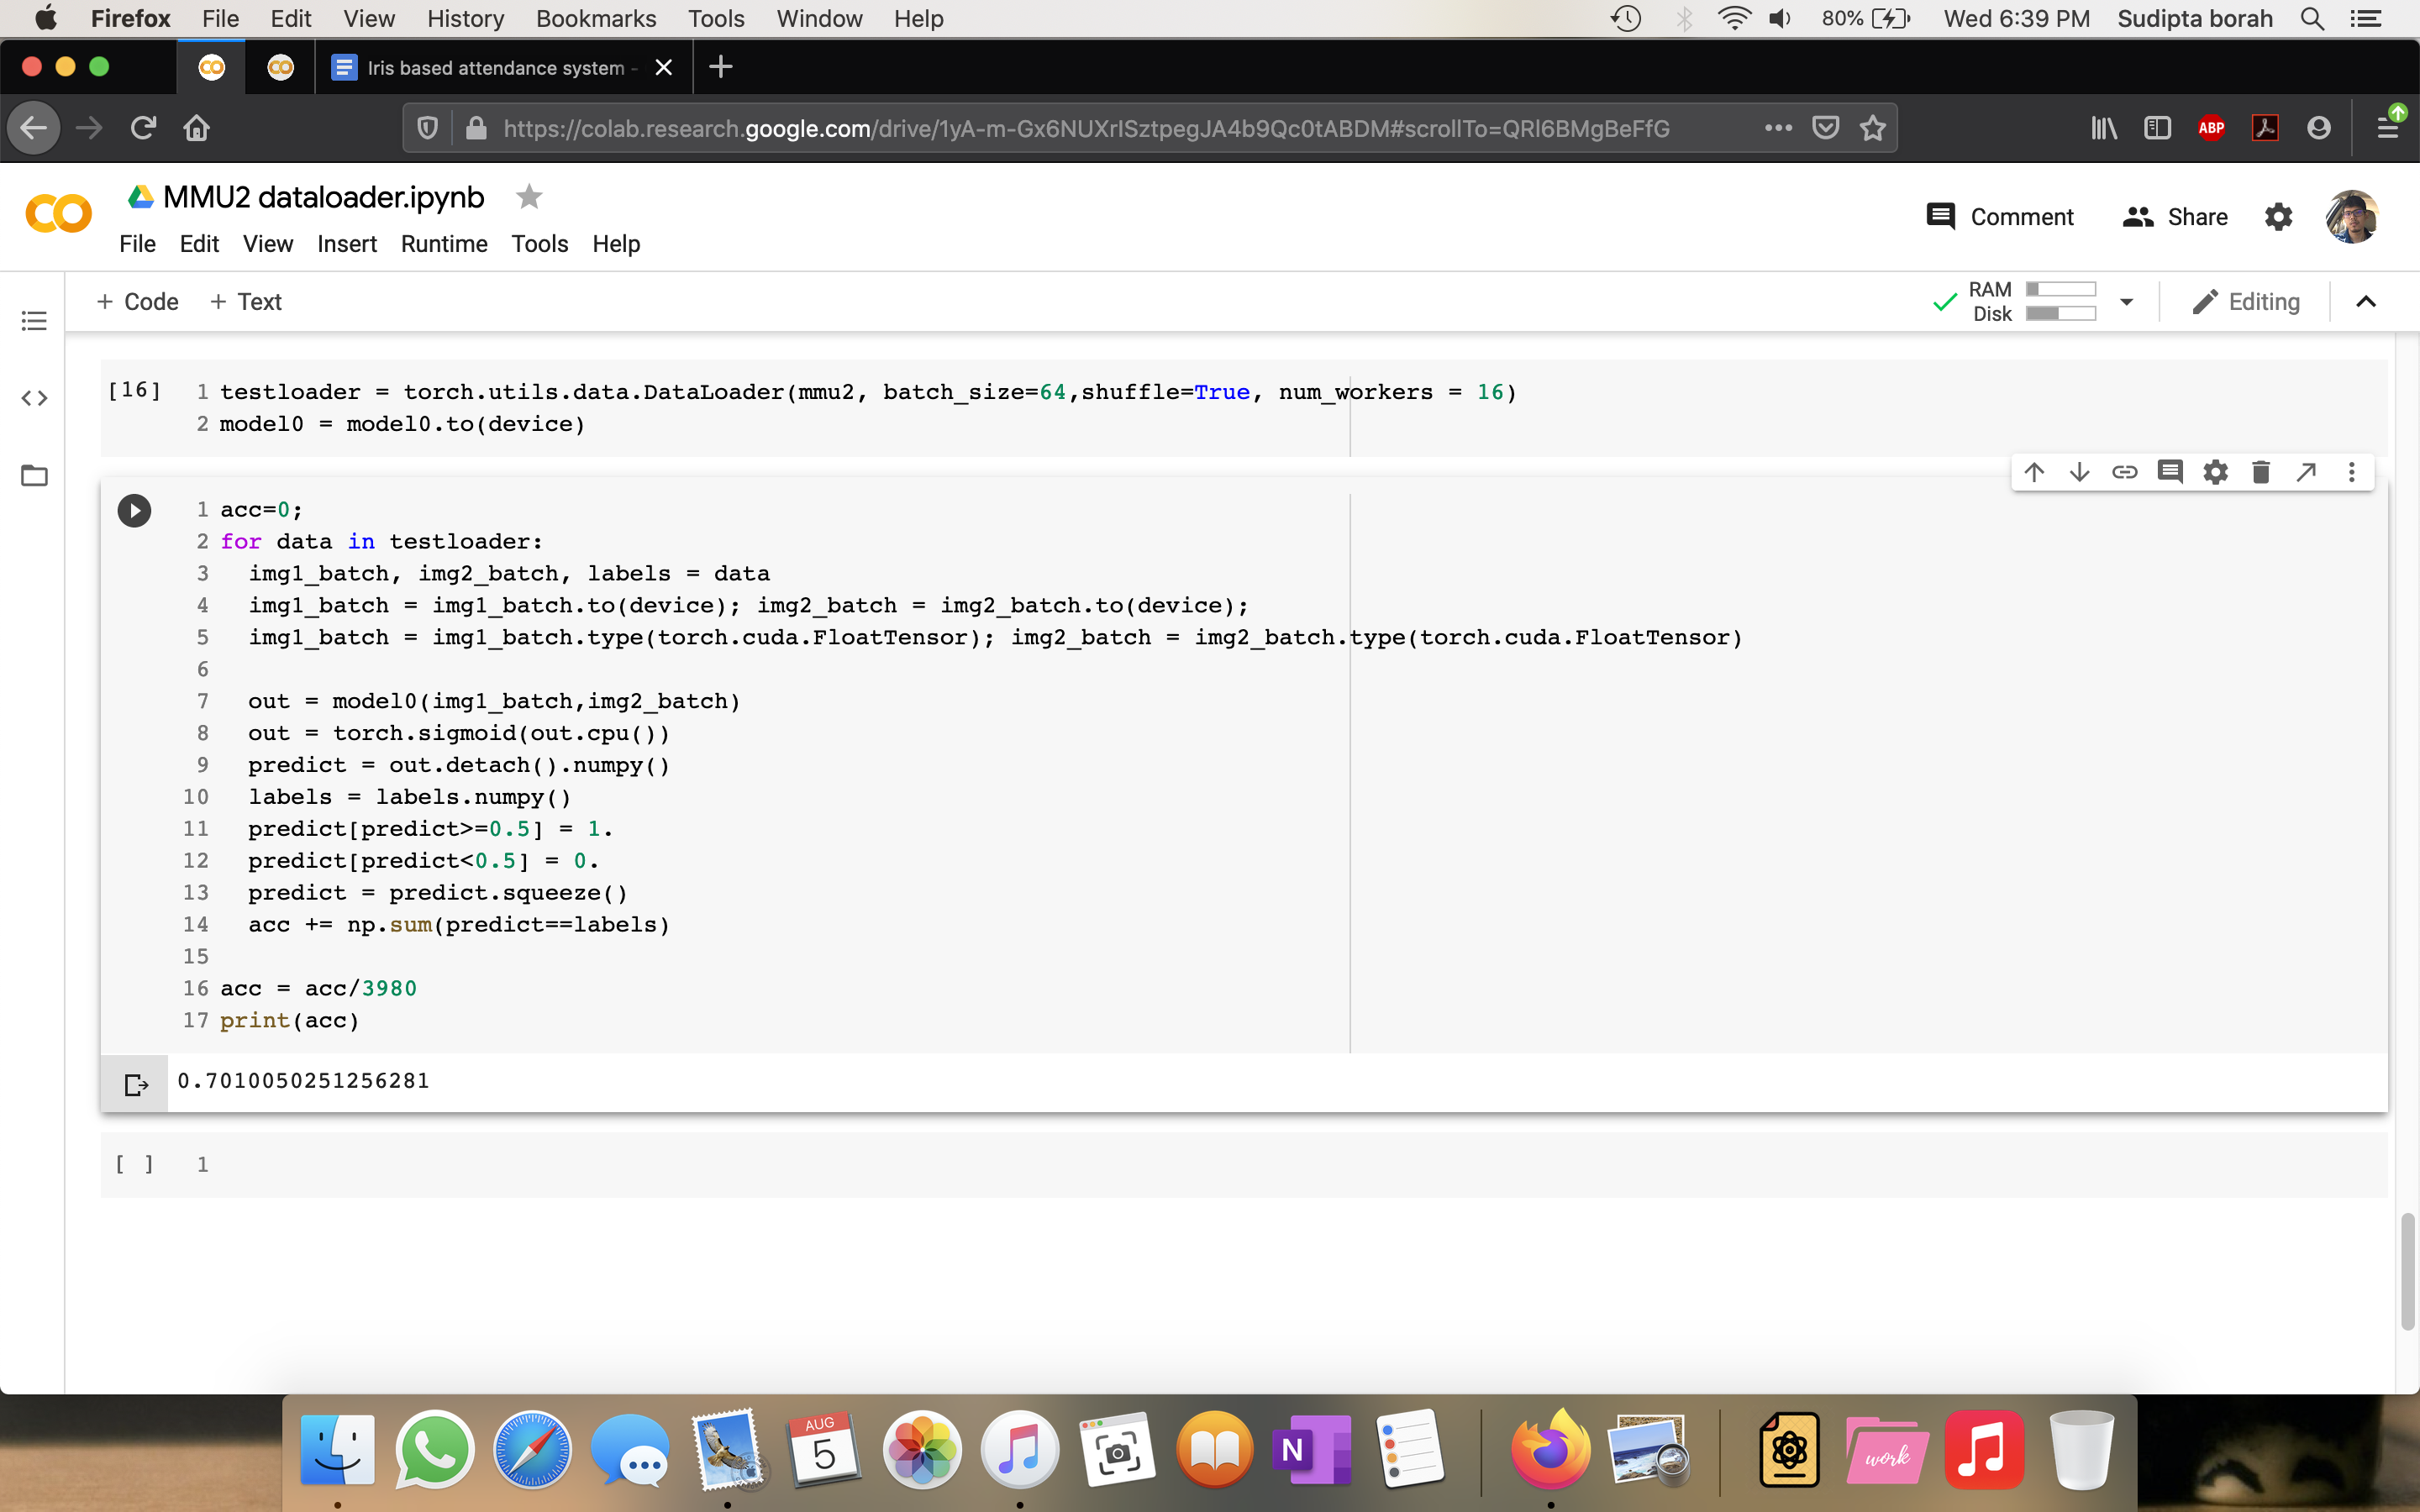 Firefox File Edit View History Bookmarks Tools Window Help 80% Wed 6:39 PM Sudipta borah
Iris based attendance system -
https://colab.research.google.com/drive/1yA-m-Gx6NUXrISztpegJA4b9Qc0tABDM#scrollTo=QRl6BMgBeFfG
ABP
MMU2 dataloader.ipynb
Comment Share
File Edit View Insert Runtime Tools Help
+ Code + Text
RAM
Disk
Editing
[16] 1 testloader = torch.utils.data.DataLoader(mmu2, batch_size=64,shuffle=True, num_workers = 16)
2 model0 = model0.to(device)
1 acc=0;
2 for data in testloader:
3 img1_batch, img2_batch, labels = data
4 img1_batch = img1_batch.to(device); img2_batch = img2_batch.to(device);
5 img1_batch = img1_batch.type(torch.cuda.FloatTensor); img2_batch = img2_batch.type(torch.cuda.FloatTensor)
6
7 out = model0(img1_batch,img2_batch)
8 out = torch.sigmoid(out.cpu())
9 predict = out.detach().numpy()
10 labels = labels.numpy()
11 predict[predict>=0.5] = 1.
12 predict[predict<0.5] = 0.
13 predict = predict.squeeze()
14 acc += np.sum(predict==labels)
15
16 acc = acc/3980
17 print(acc)
0.7010050251256281
[ ] 1
AUG
5
N
work